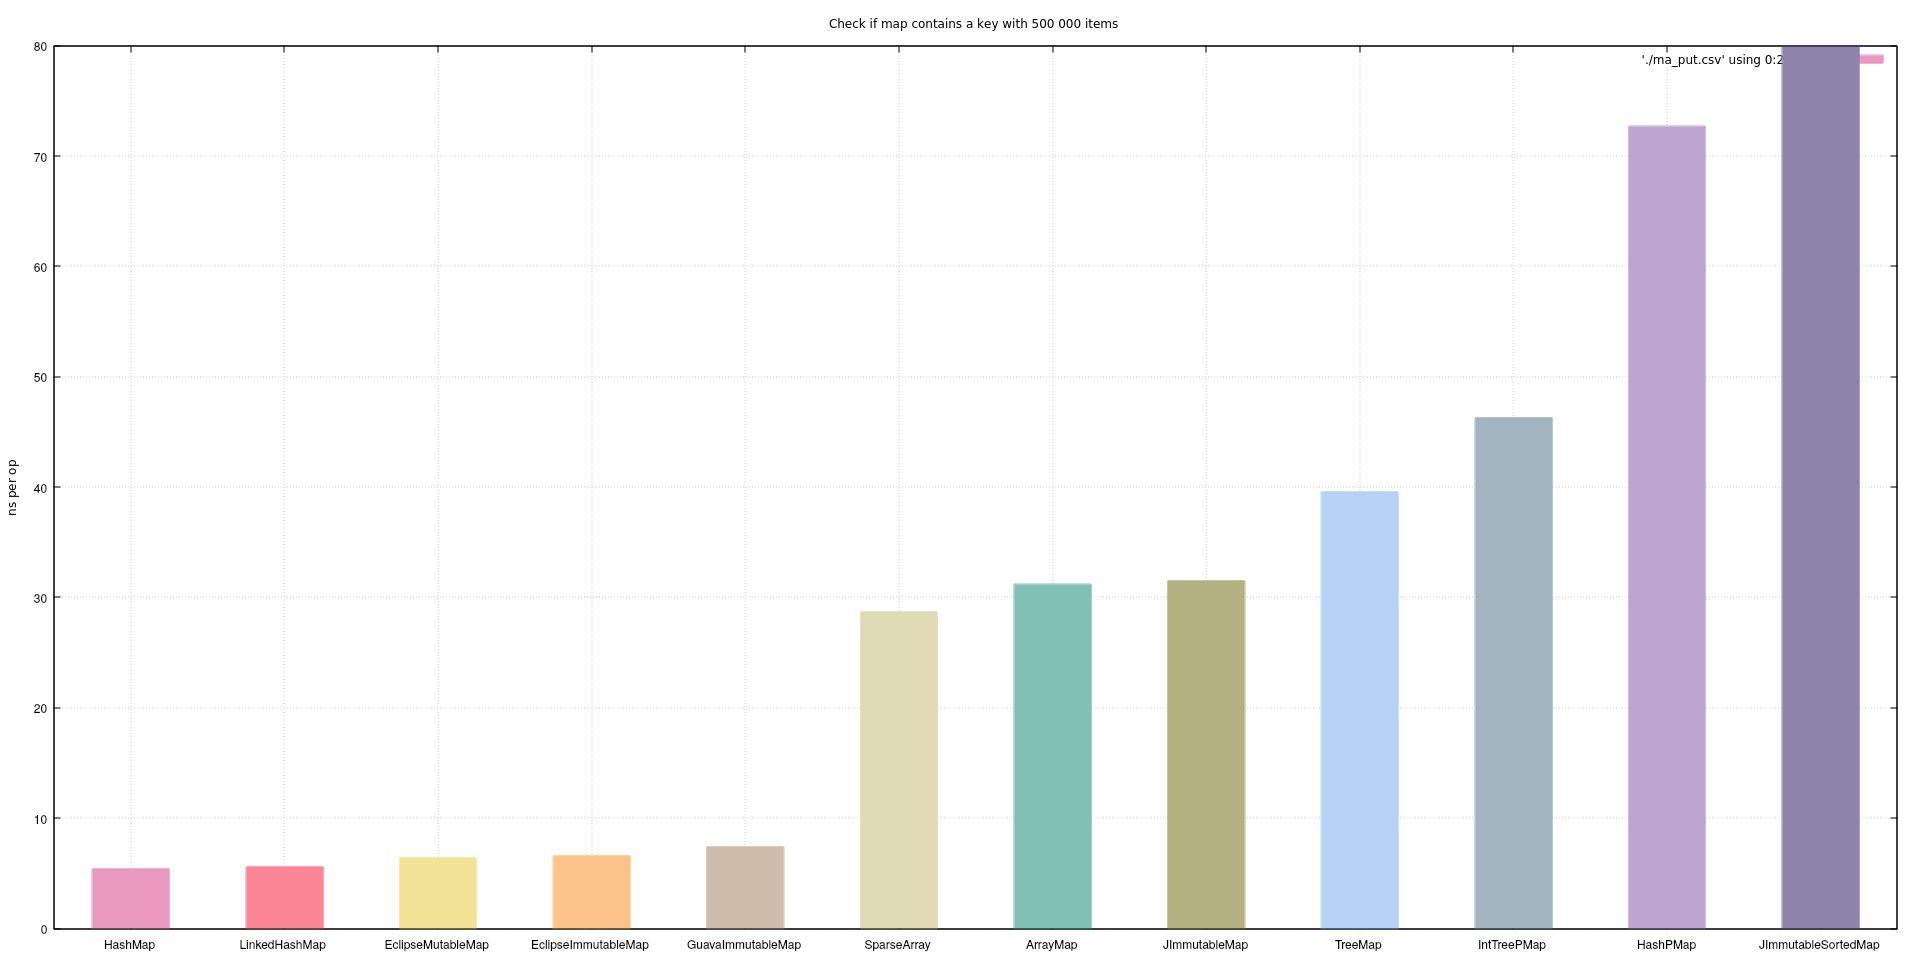 Check if map contains a key with 500 000 items
'./ma_put.csv' using 0:2
80
70
60
50
40
30
20
10
0
ns per op
HashMap
LinkedHashMap
EclipseMutableMap
EclipseImmutableMap
GuavaImmutableMap
SparseArray
ArrayMap
JImmutableMap
TreeMap
IntTreePMap
HashPMap
JImmutableSortedMap